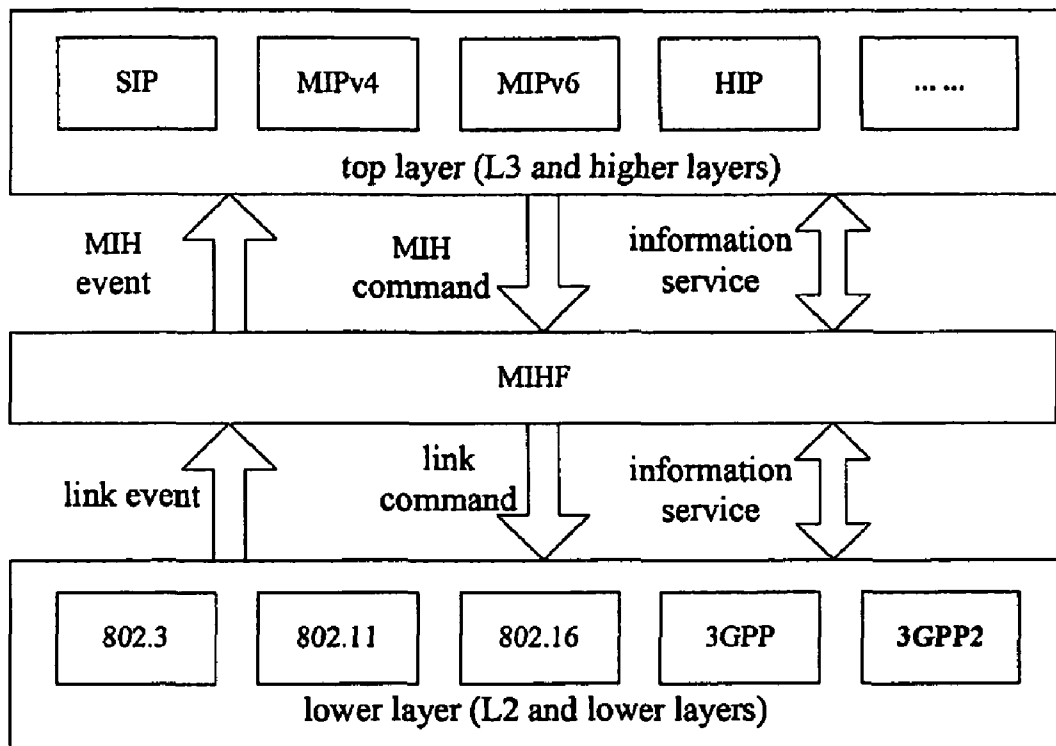 SIP
MIPv4
MIPv6
HIP
... ...
top layer (L3 and higher layers)
MIH
event
MIH
command
information
service
MIHF
link event
link
command
information
service
802.3
802.11
802.16
3GPP
3GPP2
lower layer (L2 and lower layers)